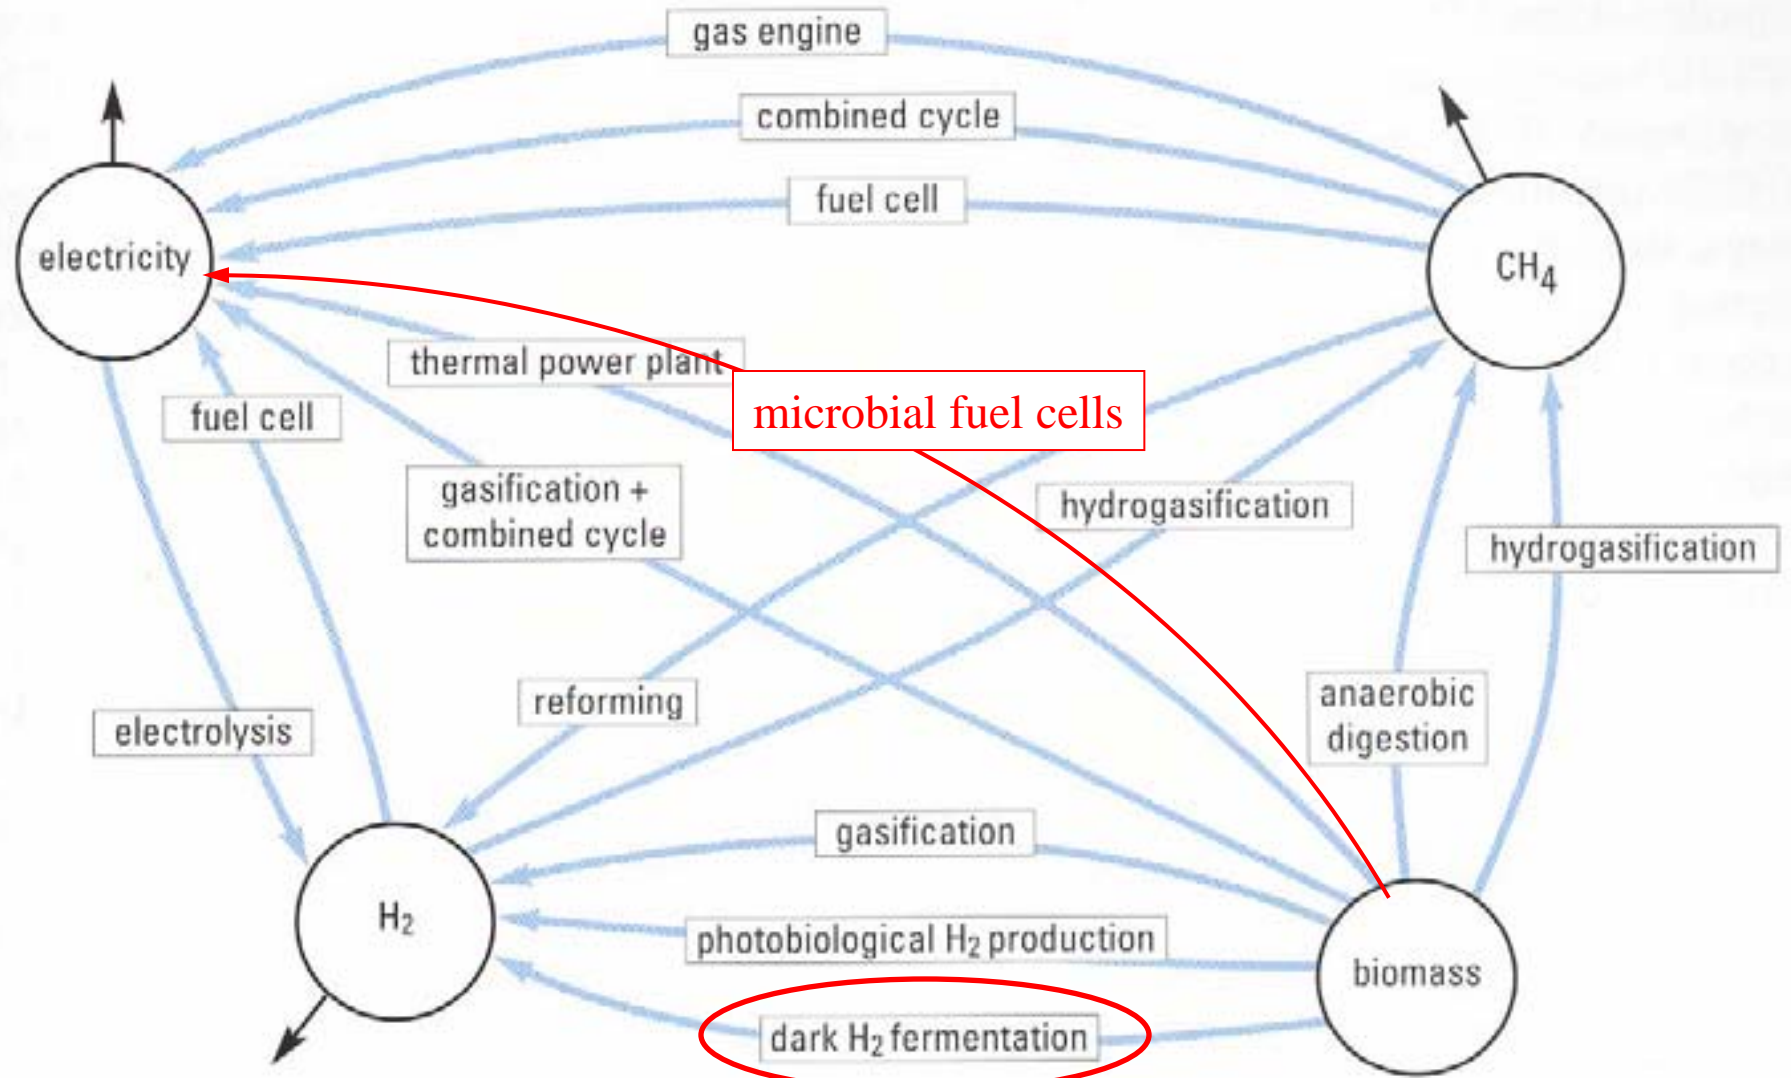 gas engine
combined cycle
fuel cell
electricity
CH₄
thermal power plant
microbial fuel cells
fuel cell
gasification +
combined cycle
hydrogasification
hydrogasification
reforming
anaerobic
digestion
electrolysis
gasification
H₂
photobiological H₂ production
biomass
dark H₂ fermentation